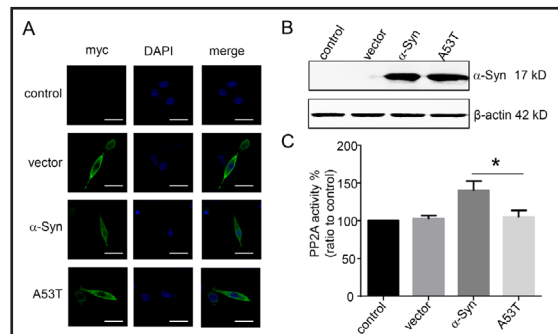 A
myc DAPI merge
control
vector
α-Syn
A53T
B
control vector α-Syn A53T
α-Syn 17 kD
β-actin 42 kD
C
PP2A activity %
(ratio to control)
200
150
100
50
0
*
control vector α-Syn A53T